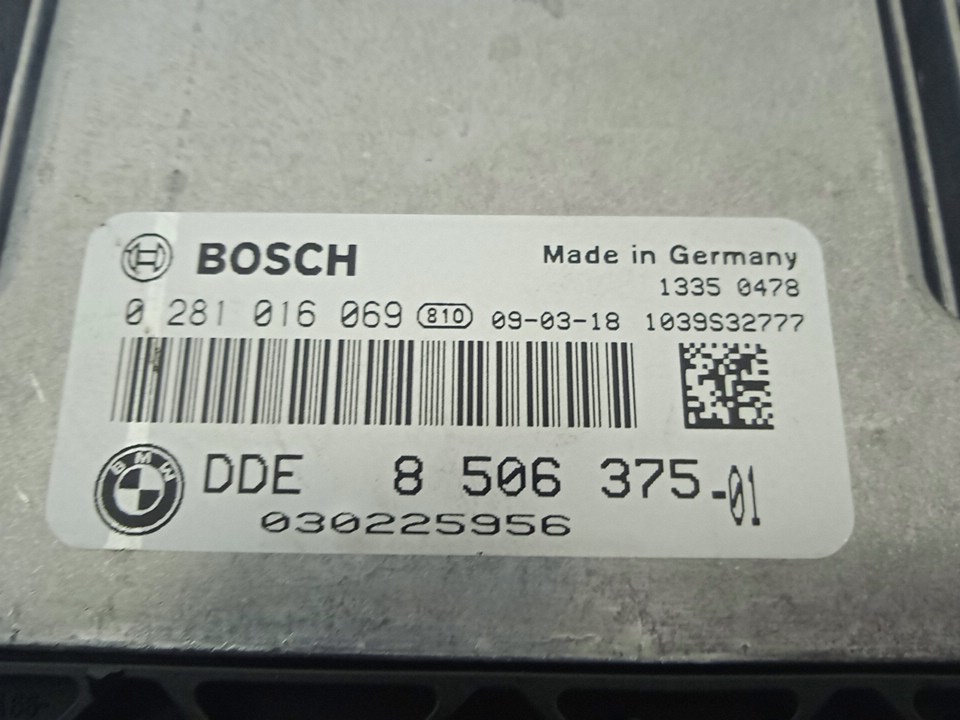 BOSCH
Made in Germany
1335 0478
0 281 016 069 810 09-03-18 1039S32777
BMW
DDE 8 506 375-01
030225956